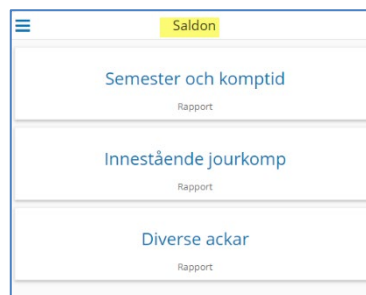 Saldon
Semester och komptid
Rapport
Innestående jourkomp
Rapport
Diverse ackar
Rapport